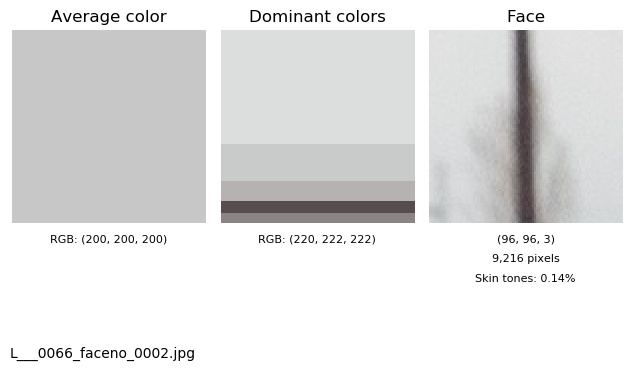 Average color
Dominant colors
Face
RGB: (200, 200, 200)
RGB: (220, 222, 222)
(96, 96, 3)
9,216 pixels
Skin tones: 0.14%
L___0066_faceno_0002.jpg